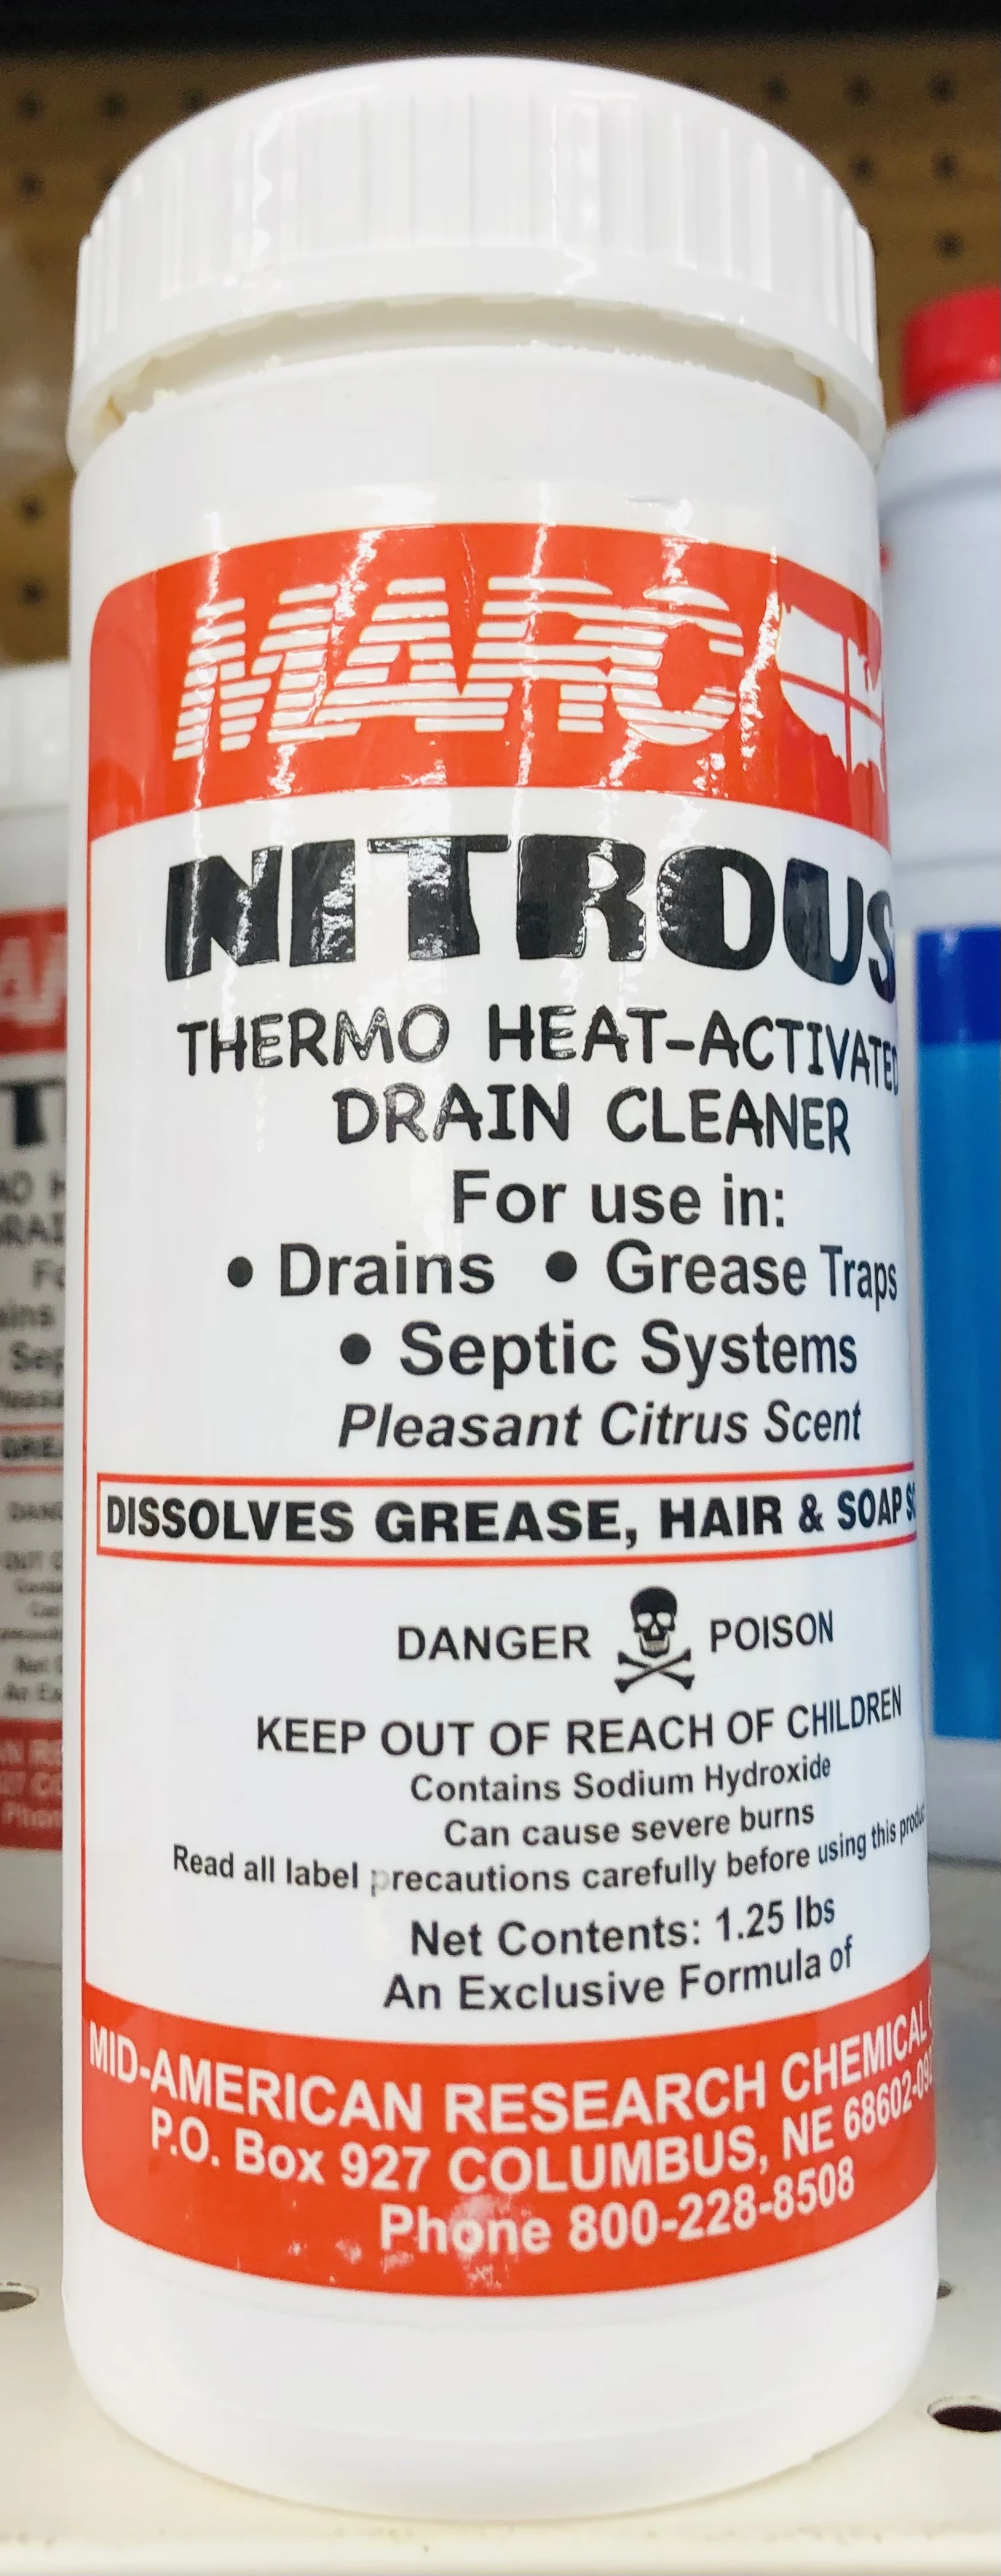 MARC
NITROUS
THERMO HEAT-ACTIVATED
DRAIN CLEANER
For use in:
• Drains • Grease Traps
• Septic Systems
Pleasant Citrus Scent
DISSOLVES GREASE, HAIR & SOAP
DANGER POISON
KEEP OUT OF REACH OF CHILDREN
Contains Sodium Hydroxide
Can cause severe burns
Read all label precautions carefully before using this product
Net Contents: 1.25 lbs
An Exclusive Formula of
MID-AMERICAN RESEARCH CHEMICAL
P.O. Box 927 COLUMBUS, NE 68602-09
Phone 800-228-8508